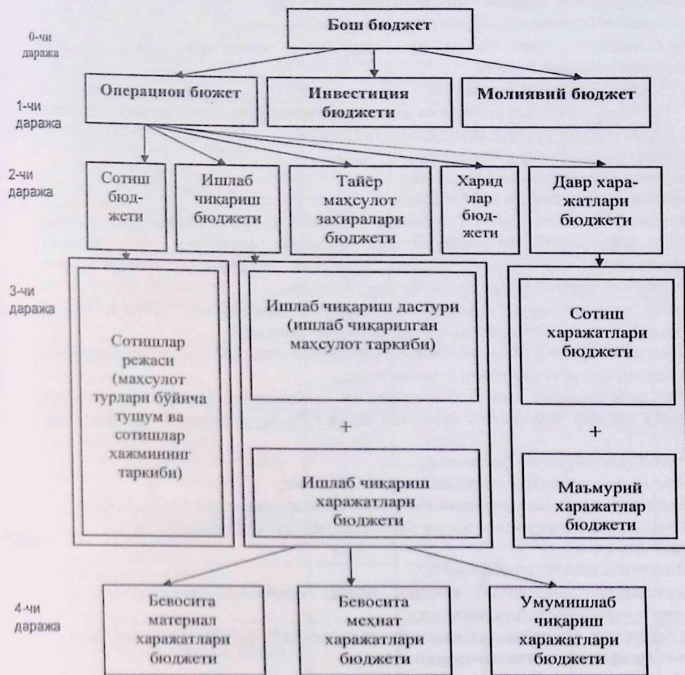 0-чи
даража
Бош бюджет
1-чи
даража
Операцион бюжет
Инвестиция
бюджети
Молиявий бюджет
2-чи
даража
Сотиш
бюд-
жети
Ишлаб
чиқариш
бюджети
Тайёр
маҳсулот
захиралари
бюджети
Харид
лар
бюд-
жети
Давр хара-
жатлари
бюджети
3-чи
даража
Сотишлар
режаси
(маҳсулот
турлари бўйича
тушум ва
сотишлар
хажмининг
таркиби)
Ишлаб чиқариш дастури
(ишлаб чиқарилган
маҳсулот таркиби)
+
Ишлаб чиқариш
харажатлари
бюджети
Сотиш
харажатлари
бюджети
+
Маъмурий
харажатлар
бюджети
4-чи
даража
Бевосита
материал
харажатлари
бюджети
Бевосита
меҳнат
харажатлари
бюджети
Умумишлаб
чиқариш
харажатлари
бюджети